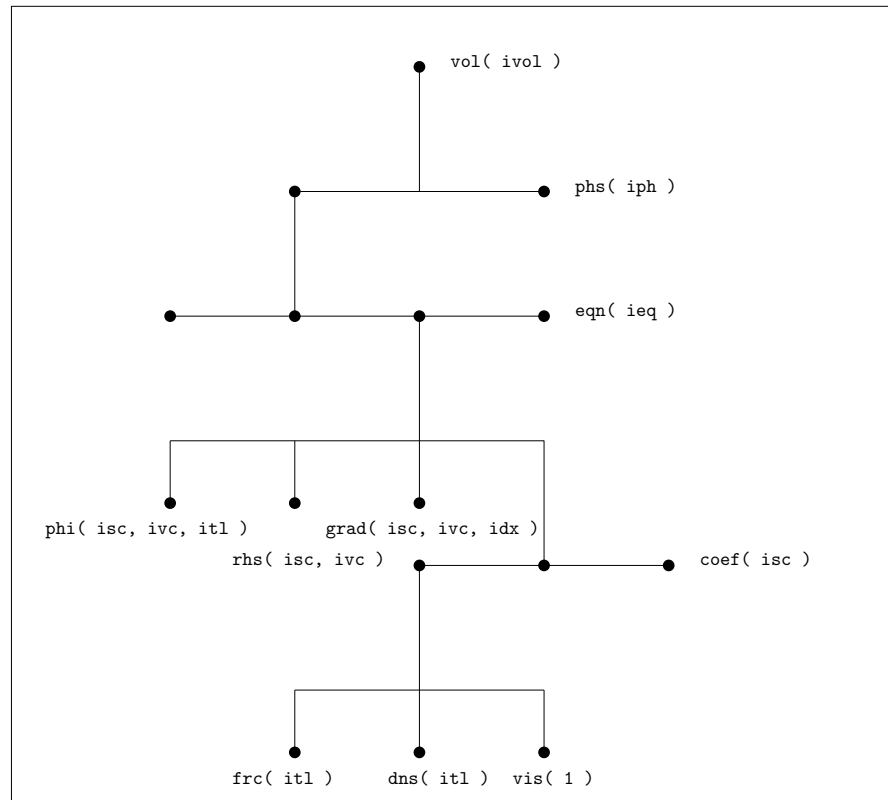 vol( ivol )
phs( iph )
eqn( ieq )
phi( isc, ivc, itl )
grad( isc, ivc, idx )
rhs( isc, ivc )
coef( isc )
frc( itl )
dns( itl )
vis( 1 )